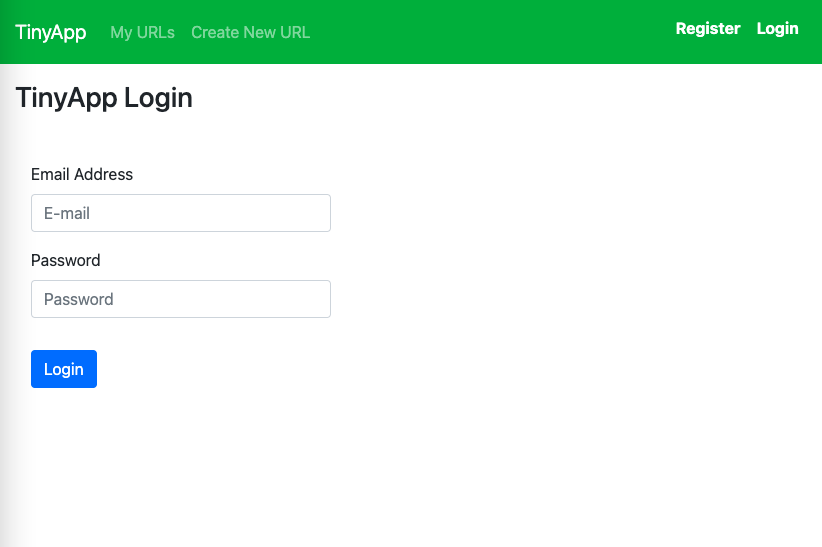 TinyApp My URLs Create New URL Register Login
TinyApp Login
Email Address
E-mail
Password
Password
Login